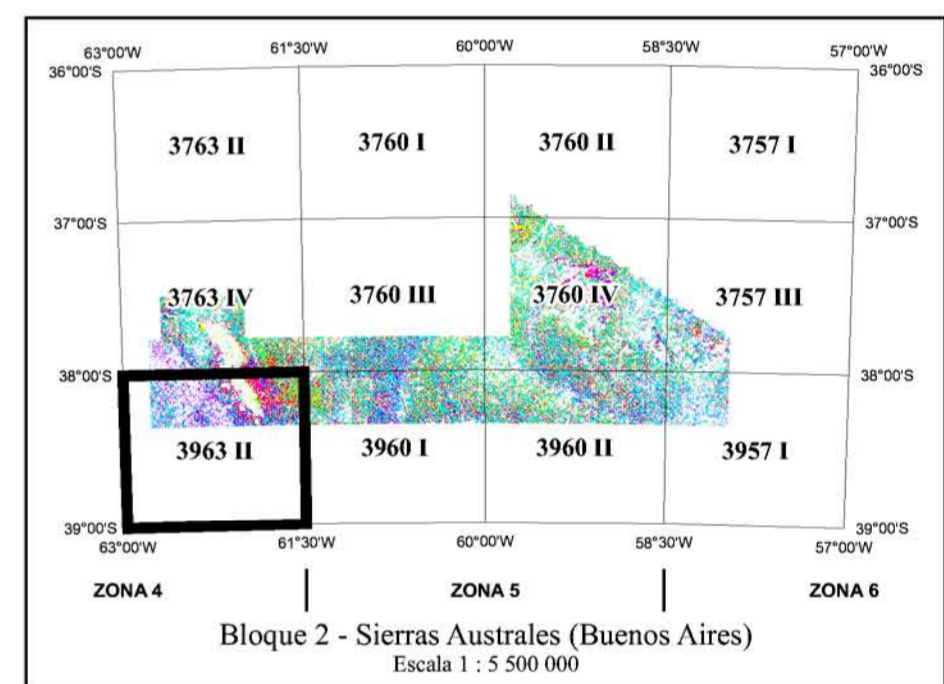 63°00'W 61°30'W 60°00'W 58°30'W 57°00'W
36°00'S 36°00'S
3763 II 3760 I 3760 II 3757 I
37°00'S 37°00'S
3763 IV 3760 III 3760 IV 3757 III
38°00'S 38°00'S
3963 II 3960 I 3960 II 3957 I
39°00'S 39°00'S
63°00'W 61°30'W 60°00'W 58°30'W 57°00'W
ZONA 4 ZONA 5 ZONA 6
Bloque 2 - Sierras Australes (Buenos Aires)
Escala 1 : 5 500 000